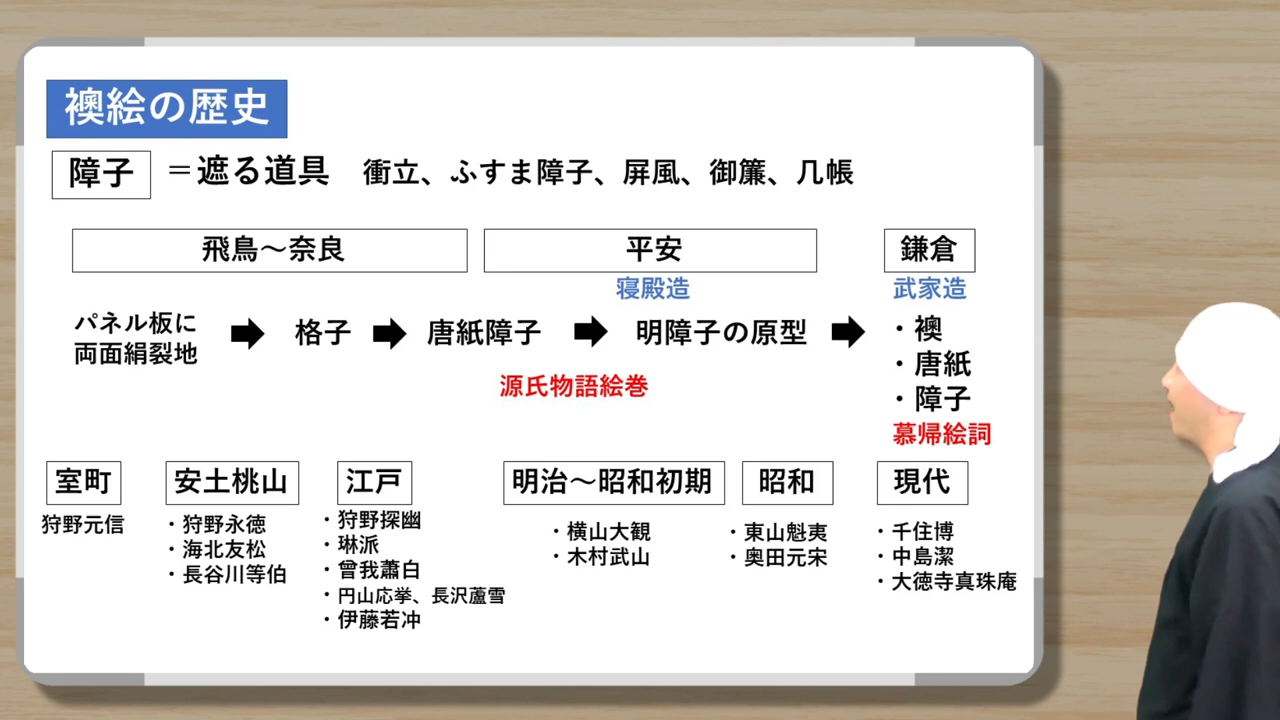 襖絵の歴史
障子 ＝遮る道具 衝立、ふすま障子、屏風、御簾、几帳
飛鳥～奈良
平安
鎌倉
寝殿造
武家造
パネル板に
両面絹裂地
格子
唐紙障子
明障子の原型
・襖
・唐紙
・障子
源氏物語絵巻
慕帰絵詞
室町
狩野元信
安土桃山
・狩野永徳
・海北友松
・長谷川等伯
江戸
・狩野探幽
・琳派
・曾我蕭白
・円山応挙、長沢蘆雪
・伊藤若冲
明治～昭和初期
・横山大観
・木村武山
昭和
・東山魁夷
・奥田元宋
現代
・千住博
・中島潔
・大徳寺真珠庵